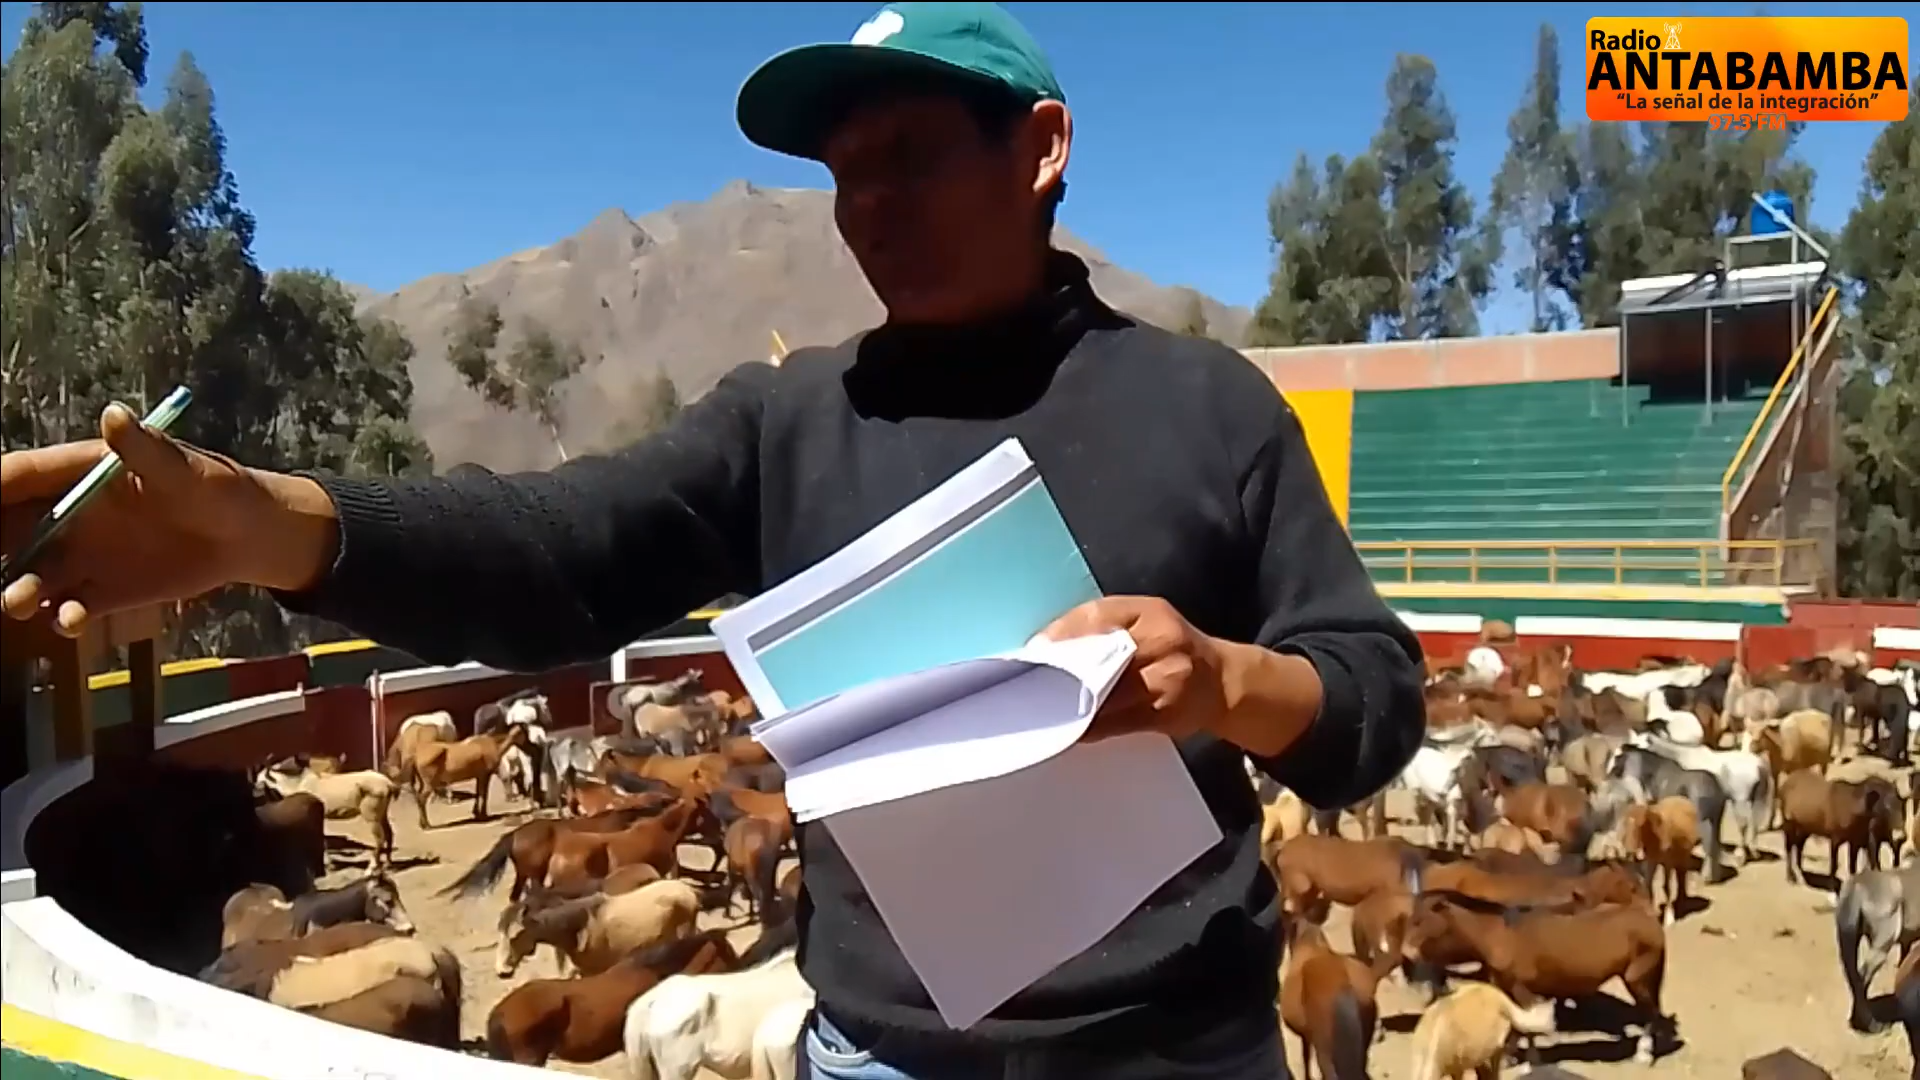 Radio
ANTABAMBA
“La señal de la integración”
97.3 FM